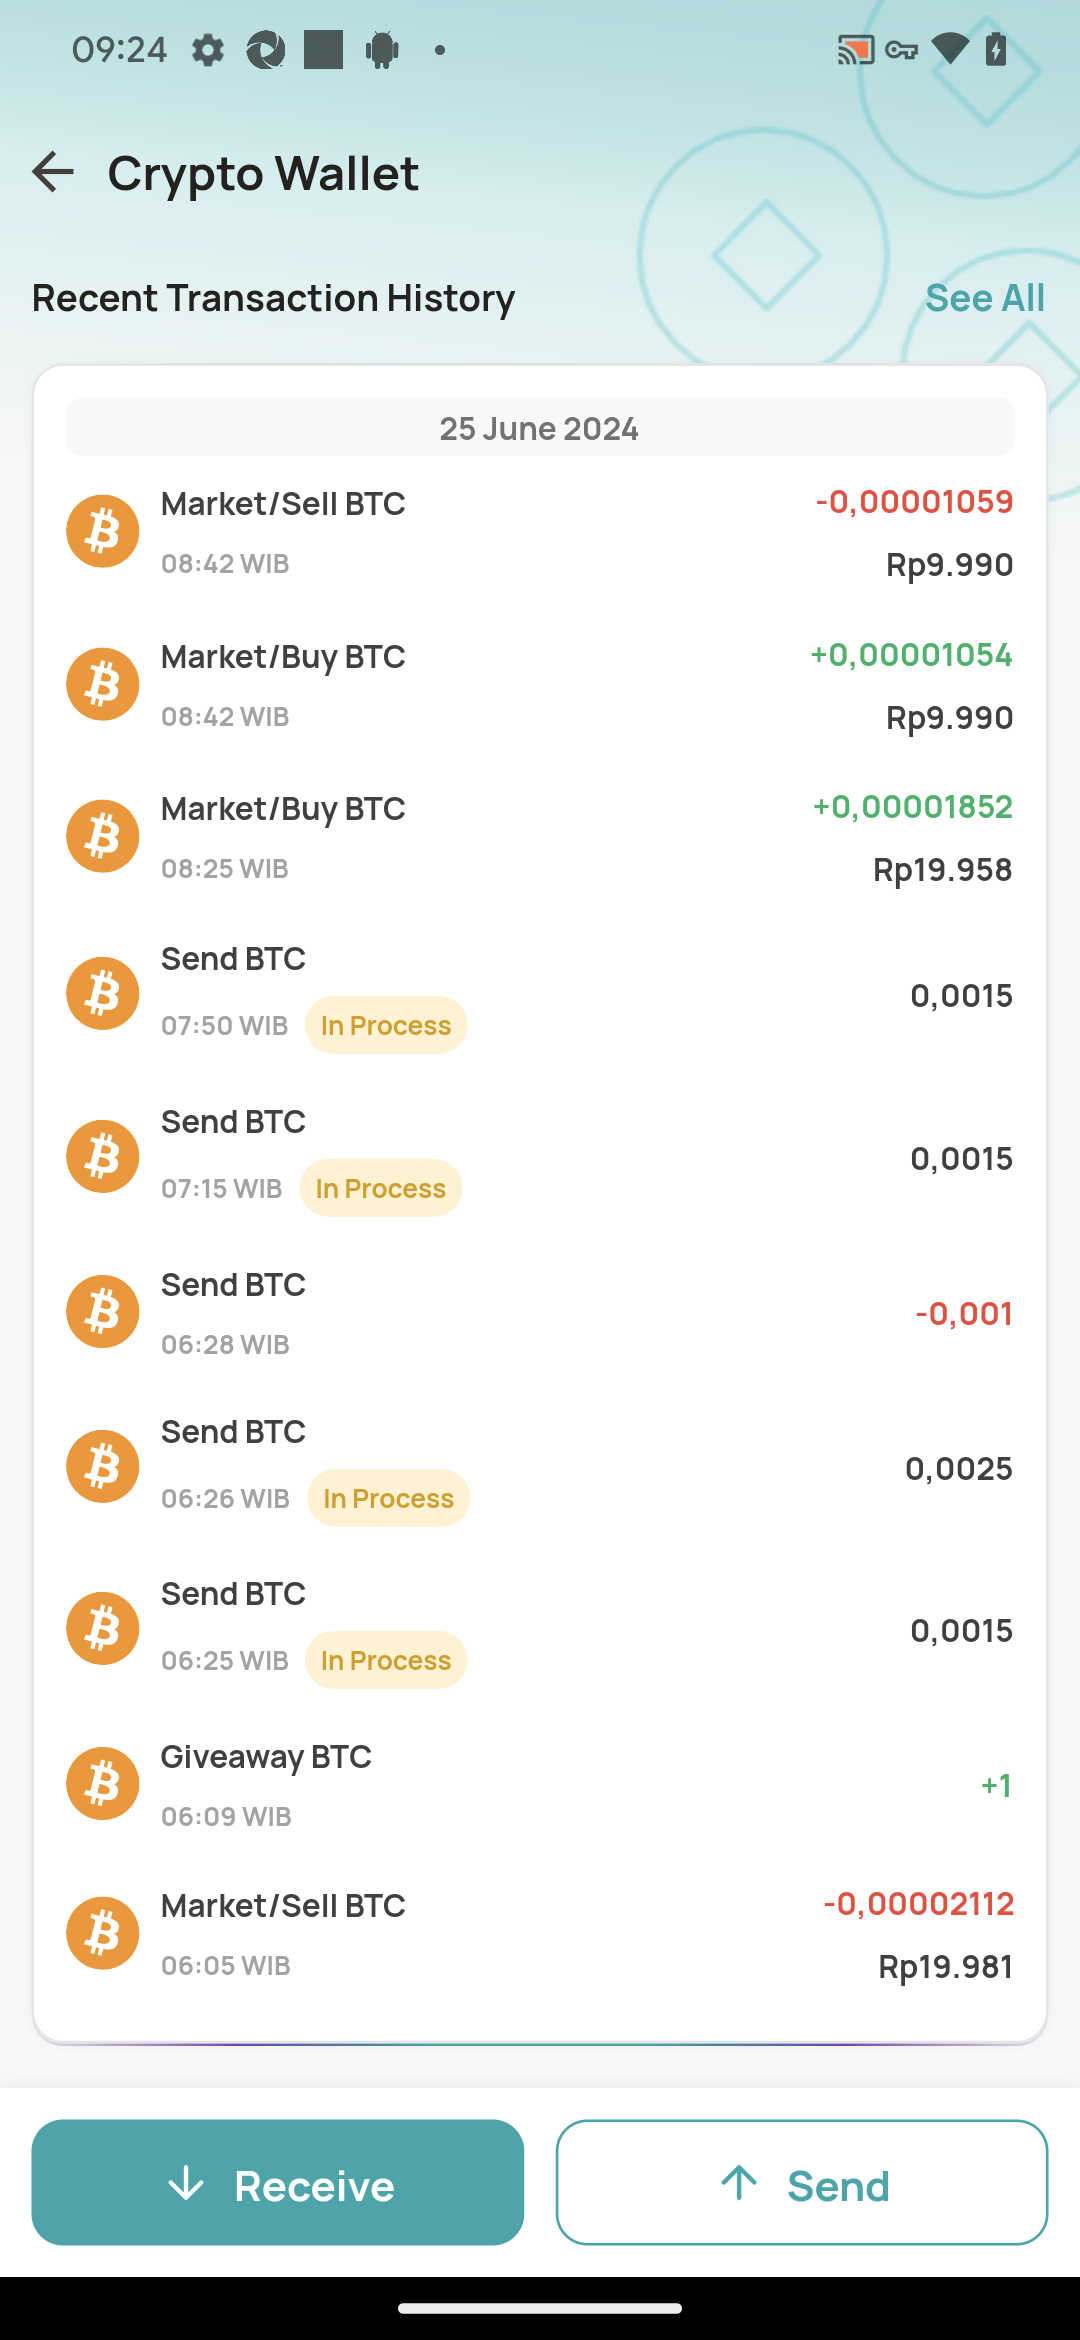 09:24
Crypto Wallet
Recent Transaction History See All
25 June 2024
Market/Sell BTC -0,00001059
08:42 WIB Rp9.990
Market/Buy BTC +0,00001054
08:42 WIB Rp9.990
Market/Buy BTC +0,00001852
08:25 WIB Rp19.958
Send BTC
0,0015
07:50 WIB In Process
Send BTC
0,0015
07:15 WIB In Process
Send BTC
-0,001
06:28 WIB
Send BTC
0,0025
06:26 WIB In Process
Send BTC
0,0015
06:25 WIB In Process
Giveaway BTC
+1
06:09 WIB
Market/Sell BTC -0,00002112
06:05 WIB Rp19.981
Receive Send